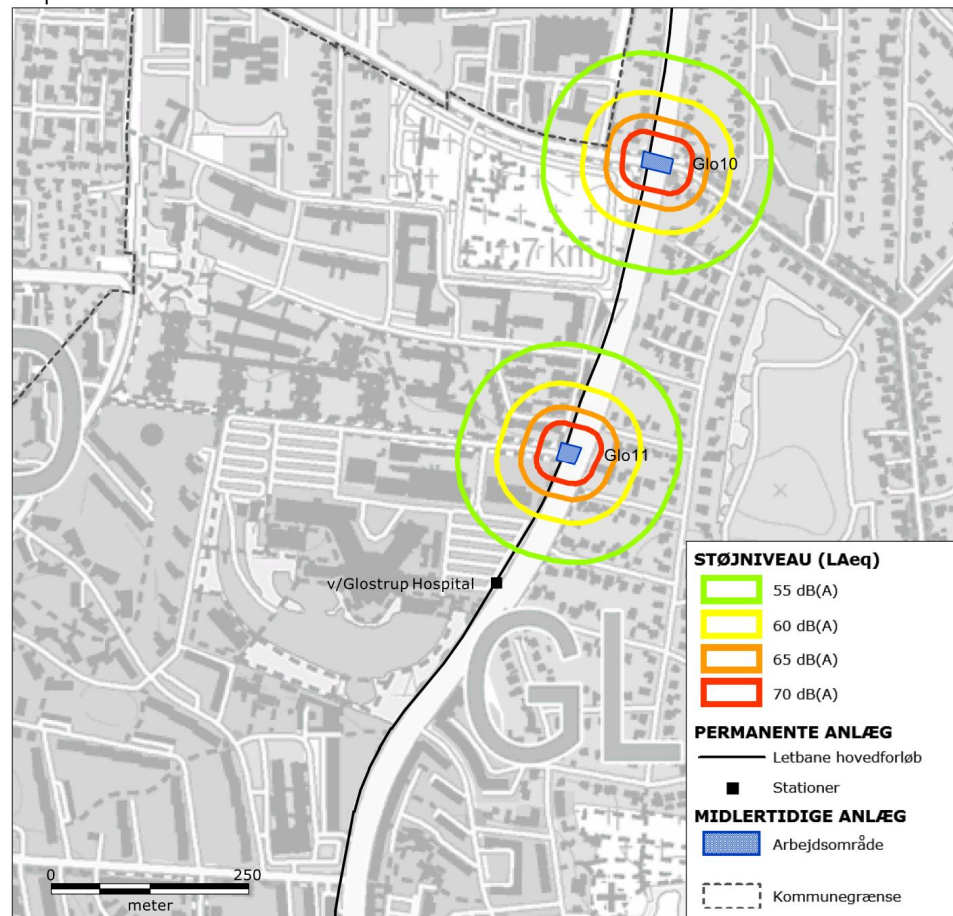 Glo10
7 km
Glo11
v/Glostrup Hospital
GL
STØJNIVEAU (LAeq)
55 dB(A)
60 dB(A)
65 dB(A)
70 dB(A)
PERMANENTE ANLÆG
Letbane hovedforløb
Stationer
MIDLERTIDIGE ANLÆG
Arbejdsområde
Kommunegrænse
0 250
meter